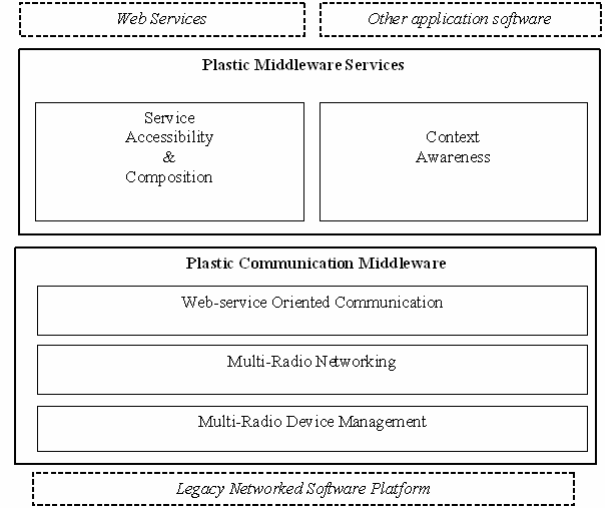 Web Services
Other application software
Plastic Middleware Services
Service
Accessibility
&
Composition
Context
Awareness
Plastic Communication Middleware
Web-service Oriented Communication
Multi-Radio Networking
Multi-Radio Device Management
Legacy Networked Software Platform